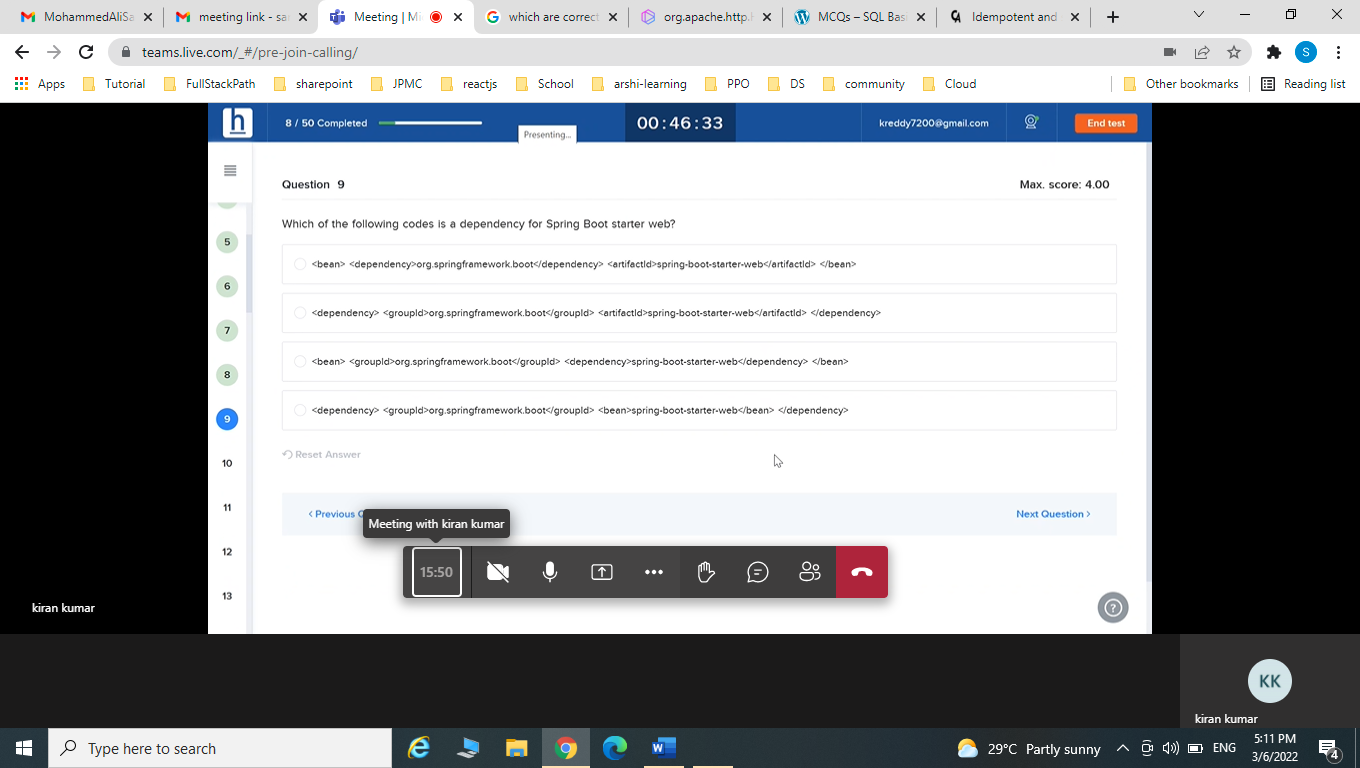 MohammedAliSa
meeting link - sa
Meeting | Mi
which are correct
org.apache.http.h
MCQs – SQL Bas
Idempotent and
teams.live.com/_#/pre-join-calling/
S
Apps
Tutorial
FullStackPath
sharepoint
JPMC
reactjs
School
arshi-learning
PPO
DS
community
Cloud
Other bookmarks
Reading list
h
8 / 50 Completed
Presenting...
00:46:33
kreddy7200@gmail.com
End test
Question 9
Max. score: 4.00
Which of the following codes is a dependency for Spring Boot starter web?
5
<bean> <dependency>org.springframework.boot</dependency> <artifactId>spring-boot-starter-web</artifactId> </bean>
6
<dependency> <groupId>org.springframework.boot</groupId> <artifactId>spring-boot-starter-web</artifactId> </dependency>
7
<bean> <groupId>org.springframework.boot</groupId> <dependency>spring-boot-starter-web</dependency> </bean>
8
<dependency> <groupId>org.springframework.boot</groupId> <bean>spring-boot-starter-web</bean> </dependency>
9
Reset Answer
10
11
< Previous Q
Next Question >
Meeting with kiran kumar
12
15:50
13
kiran kumar
KK
kiran kumar
Type here to search
29°C Partly sunny
ENG
5:11 PM
3/6/2022
4